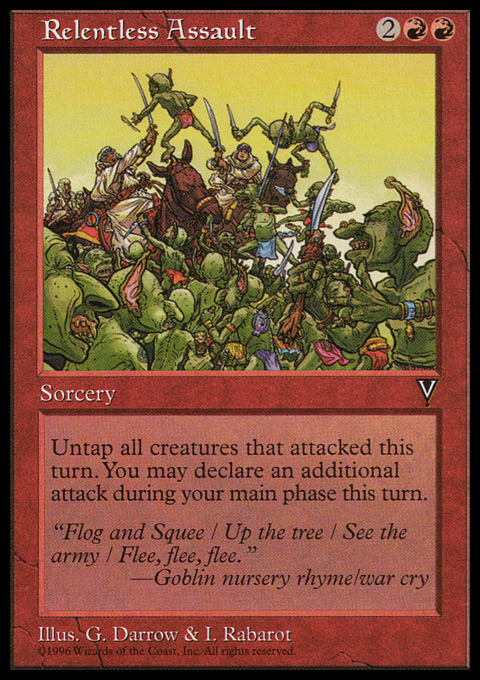 Relentless Assault 2
Sorcery V
Untap all creatures that attacked this
turn. You may declare an additional
attack during your main phase this turn.
“Flog and Squee / Up the tree / See the
army / Flee, flee, flee.”
—Goblin nursery rhyme/war cry
Illus. G. Darrow & I. Rabarot
©1996 Wizards of the Coast, Inc. All rights reserved.